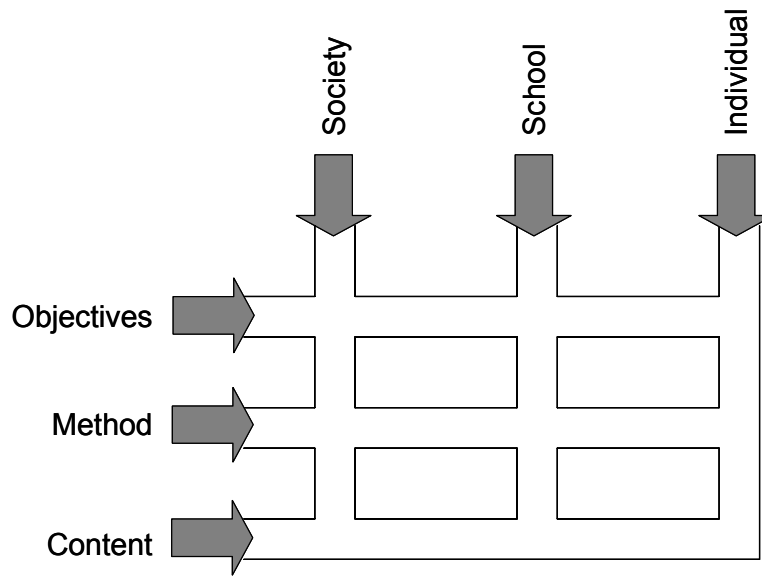 Society
School
Individual
Objectives
Method
Content